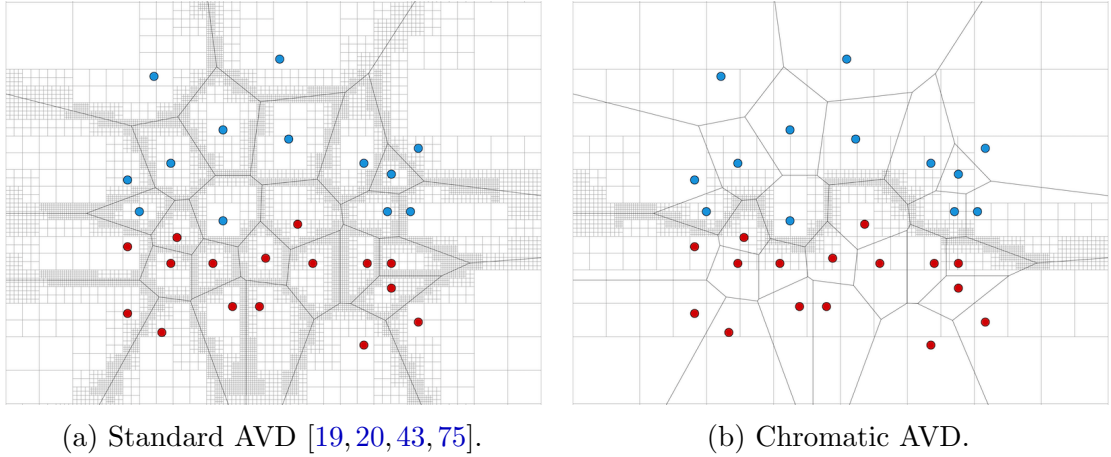 (a) Standard AVD [19, 20, 43, 75].
(b) Chromatic AVD.